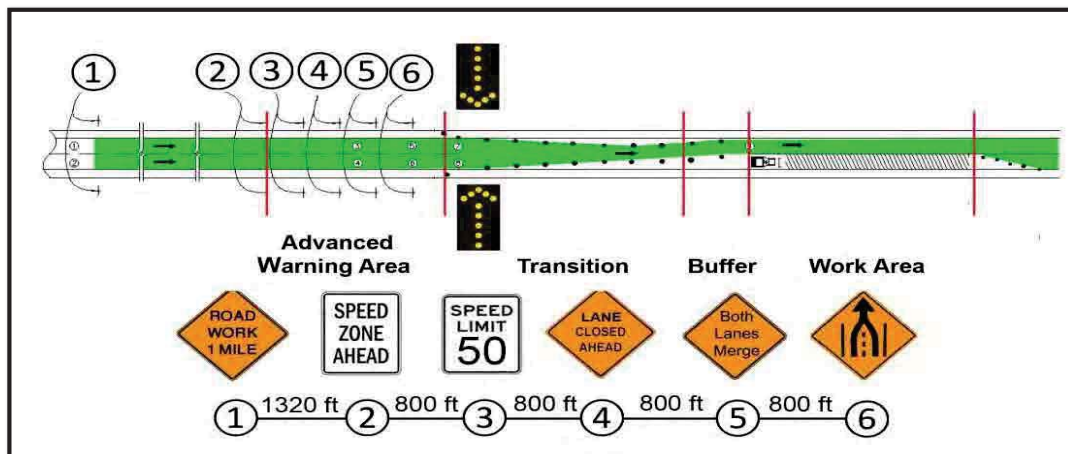 ① ② ③ ④ ⑤ ⑥
Advanced
Warning Area
Transition
Buffer
Work Area
ROAD
WORK
1 MILE
SPEED
ZONE
AHEAD
SPEED
LIMIT
50
LANE
CLOSED
AHEAD
Both
Lanes
Merge
① 1320 ft ② 800 ft ③ 800 ft ④ 800 ft ⑤ 800 ft ⑥